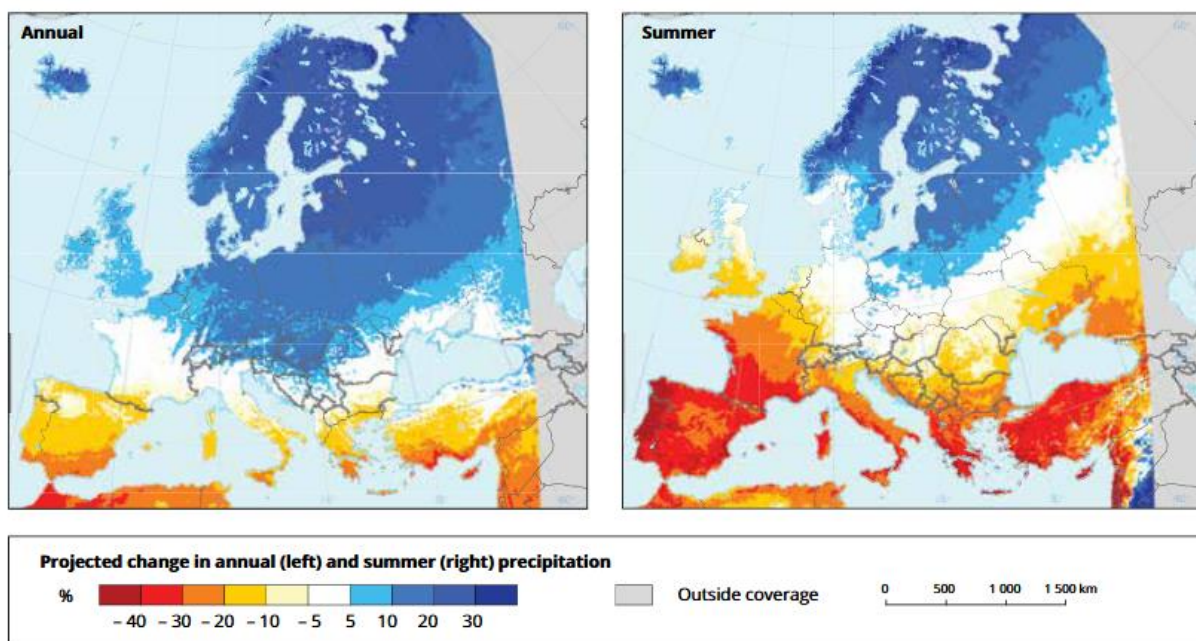 Annual
Summer
Projected change in annual (left) and summer (right) precipitation
%
– 40 – 30 – 20 – 10 – 5 5 10 20 30
Outside coverage
0 500 1 000 1 500 km